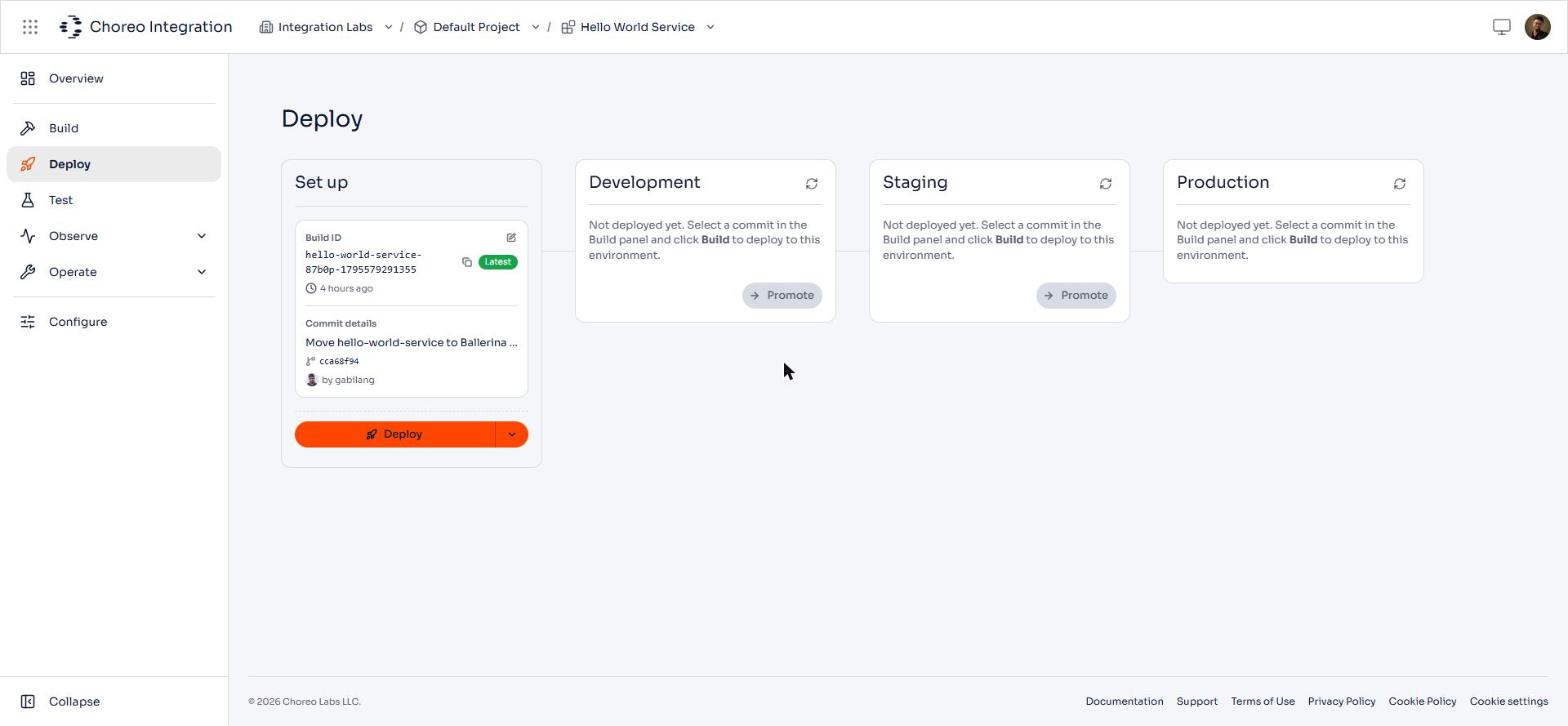 Choreo Integration
Integration Labs / Default Project / Hello World Service
Overview
Build
Deploy
Test
Observe
Operate
Configure
Collapse
Deploy
Set up
Build ID
hello-world-service-
87b0p-1795579291355
Latest
4 hours ago
Commit details
Move hello-world-service to Ballerina ...
cca68f94
by gabilang
Deploy
Development
Not deployed yet. Select a commit in the
Build panel and click Build to deploy to this
environment.
Promote
Staging
Not deployed yet. Select a commit in the
Build panel and click Build to deploy to this
environment.
Promote
Production
Not deployed yet. Select a commit in the
Build panel and click Build to deploy to this
environment.
© 2026 Choreo Labs LLC.
Documentation Support Terms of Use Privacy Policy Cookie Policy Cookie settings